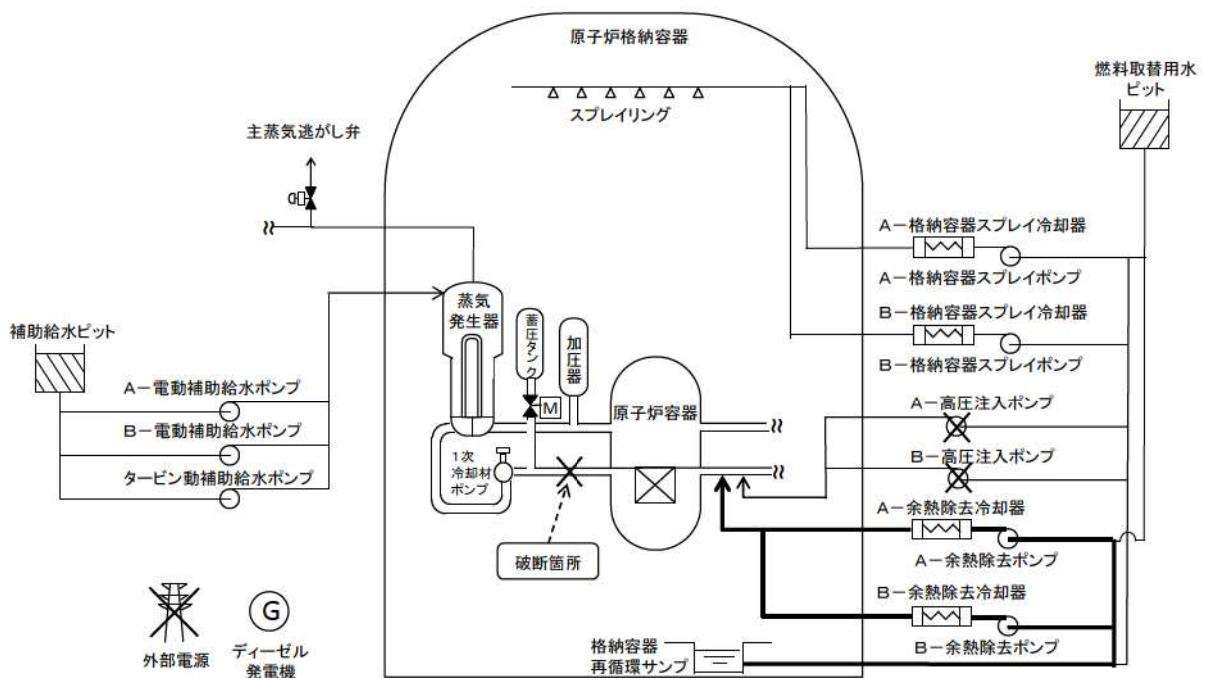 原子炉格納容器
燃料取替用水
ピット
スプレイリング
主蒸気逃がし弁
A－格納容器スプレイ冷却器
A－格納容器スプレイポンプ
蒸気
発生器
蓄圧タンク
加圧器
B－格納容器スプレイ冷却器
B－格納容器スプレイポンプ
補助給水ピット
A－電動補助給水ポンプ
B－電動補助給水ポンプ
タービン動補助給水ポンプ
M
原子炉容器
A－高圧注入ポンプ
B－高圧注入ポンプ
1次
冷却材
ポンプ
A－余熱除去冷却器
A－余熱除去ポンプ
破断箇所
B－余熱除去冷却器
B－余熱除去ポンプ
G
外部電源
ディーゼル
発電機
格納容器
再循環サンプ